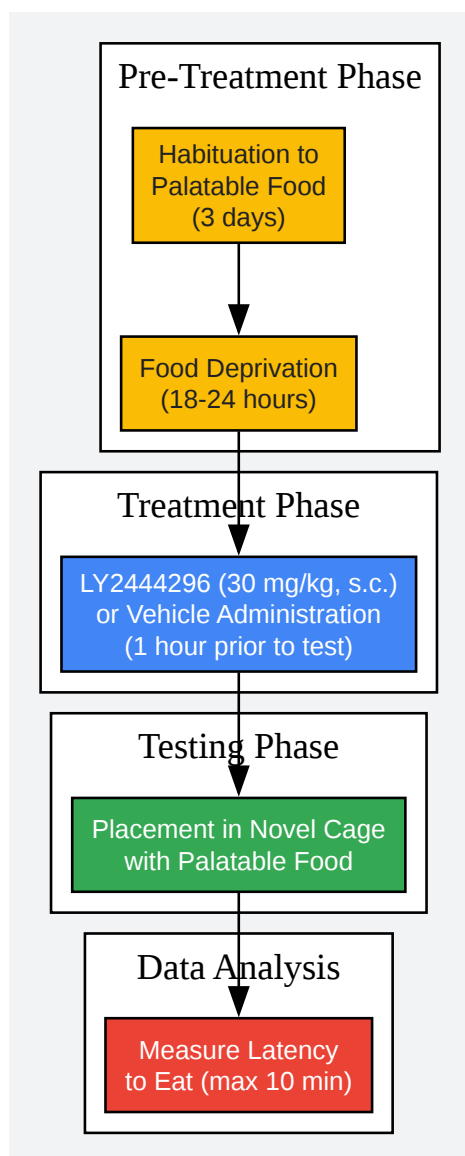 Pre-Treatment Phase
Habituation to
Palatable Food
(3 days)
Food Deprivation
(18-24 hours)
Treatment Phase
LY2444296 (30 mg/kg, s.c.)
or Vehicle Administration
(1 hour prior to test)
Testing Phase
Placement in Novel Cage
with Palatable Food
Data Analysis
Measure Latency
to Eat (max 10 min)